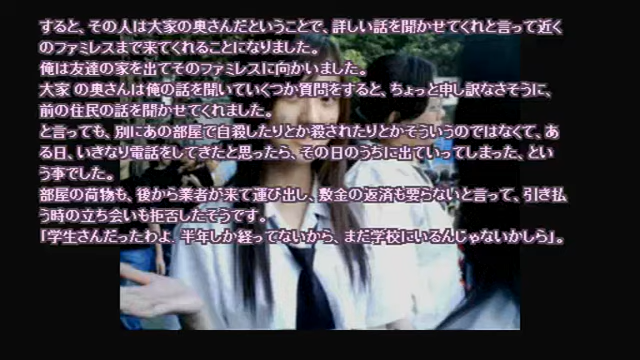 すると、その人は大家の奥さんだということで、詳しい話を聞かせてくれと言って近く
のファミレスまで来てくれることになりました。
俺は友達の家を出てそのファミレスに向かいました。
大家の奥さんは俺の話を聞いていくつか質問をすると、ちょっと申し訳なさそうに、
前の住民の話を聞かせてくれました。
と言っても、別にあの部屋で自殺したりとか殺されたりとかそういうのではなくて、あ
る日、いきなり電話をしてきたと思ったら、その日のうちに出ていってしまった、とい
う事でした。
部屋の荷物も、後から業者が来て運び出し、敷金の返済も要らないと言って、引き払
う時の立ち会いも拒否したそうです。
「学生さんだったわよ．半年しか経ってないから、まだ学校にいるんじゃないかしら」。